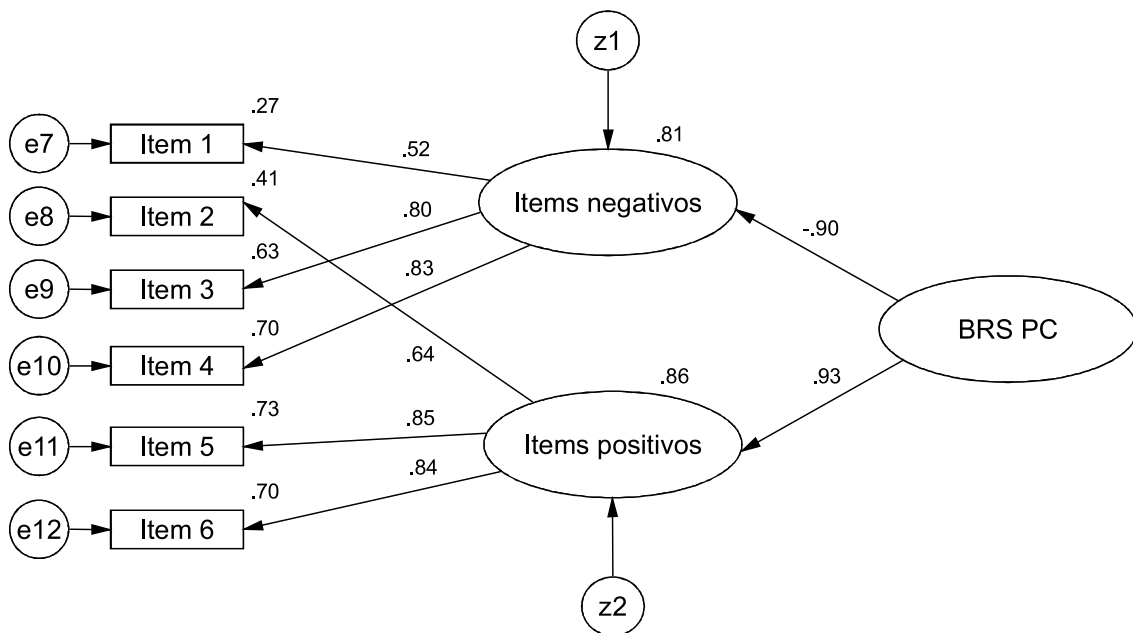 z1
.27
.81
e7
Item 1
.52
.41
e8
Item 2
.80
Items negativos
-.90
.63
e9
Item 3
.83
BRS PC
.70
e10
Item 4
.64
.86
.93
.73
e11
Item 5
.85
Items positivos
.84
.70
e12
Item 6
z2